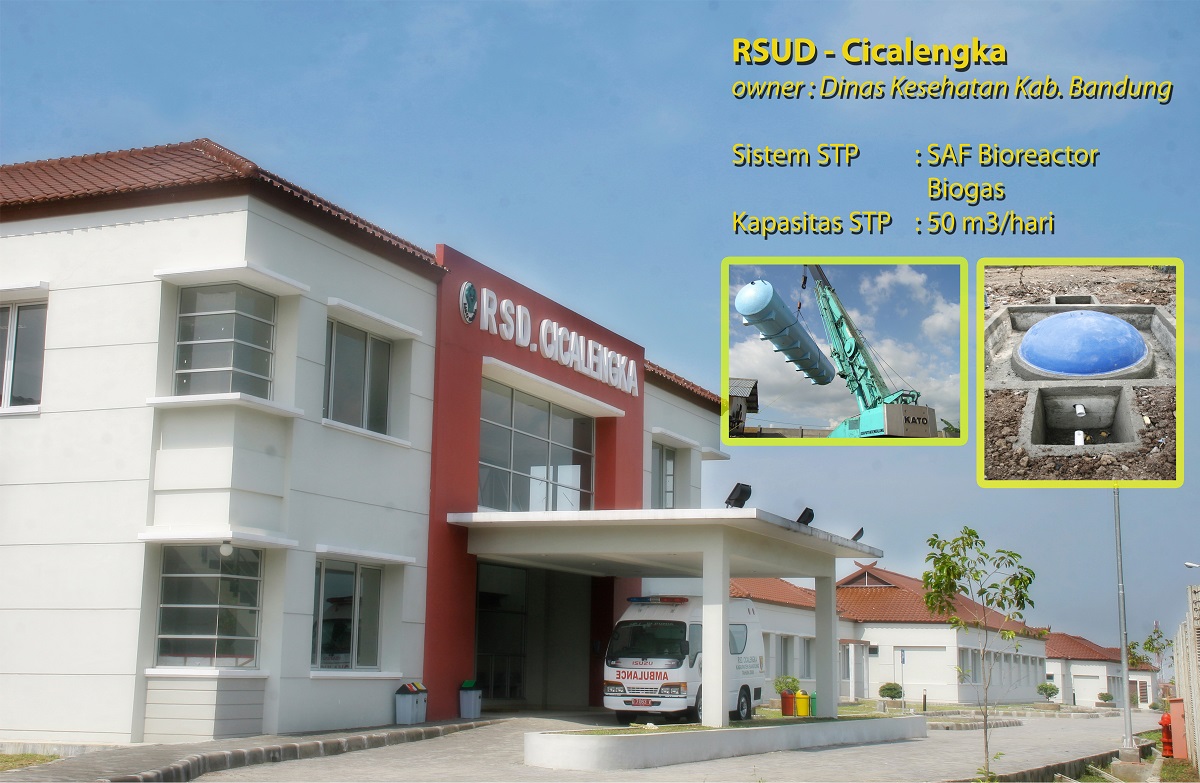 RSUD - Cicalengka
owner : Dinas Kesehatan Kab. Bandung
Sistem STP : SAF Bioreactor
Biogas
Kapasitas STP : 50 m3/hari
RSD. CICALENGKA
KATO
ISUZU
AMBULANCE